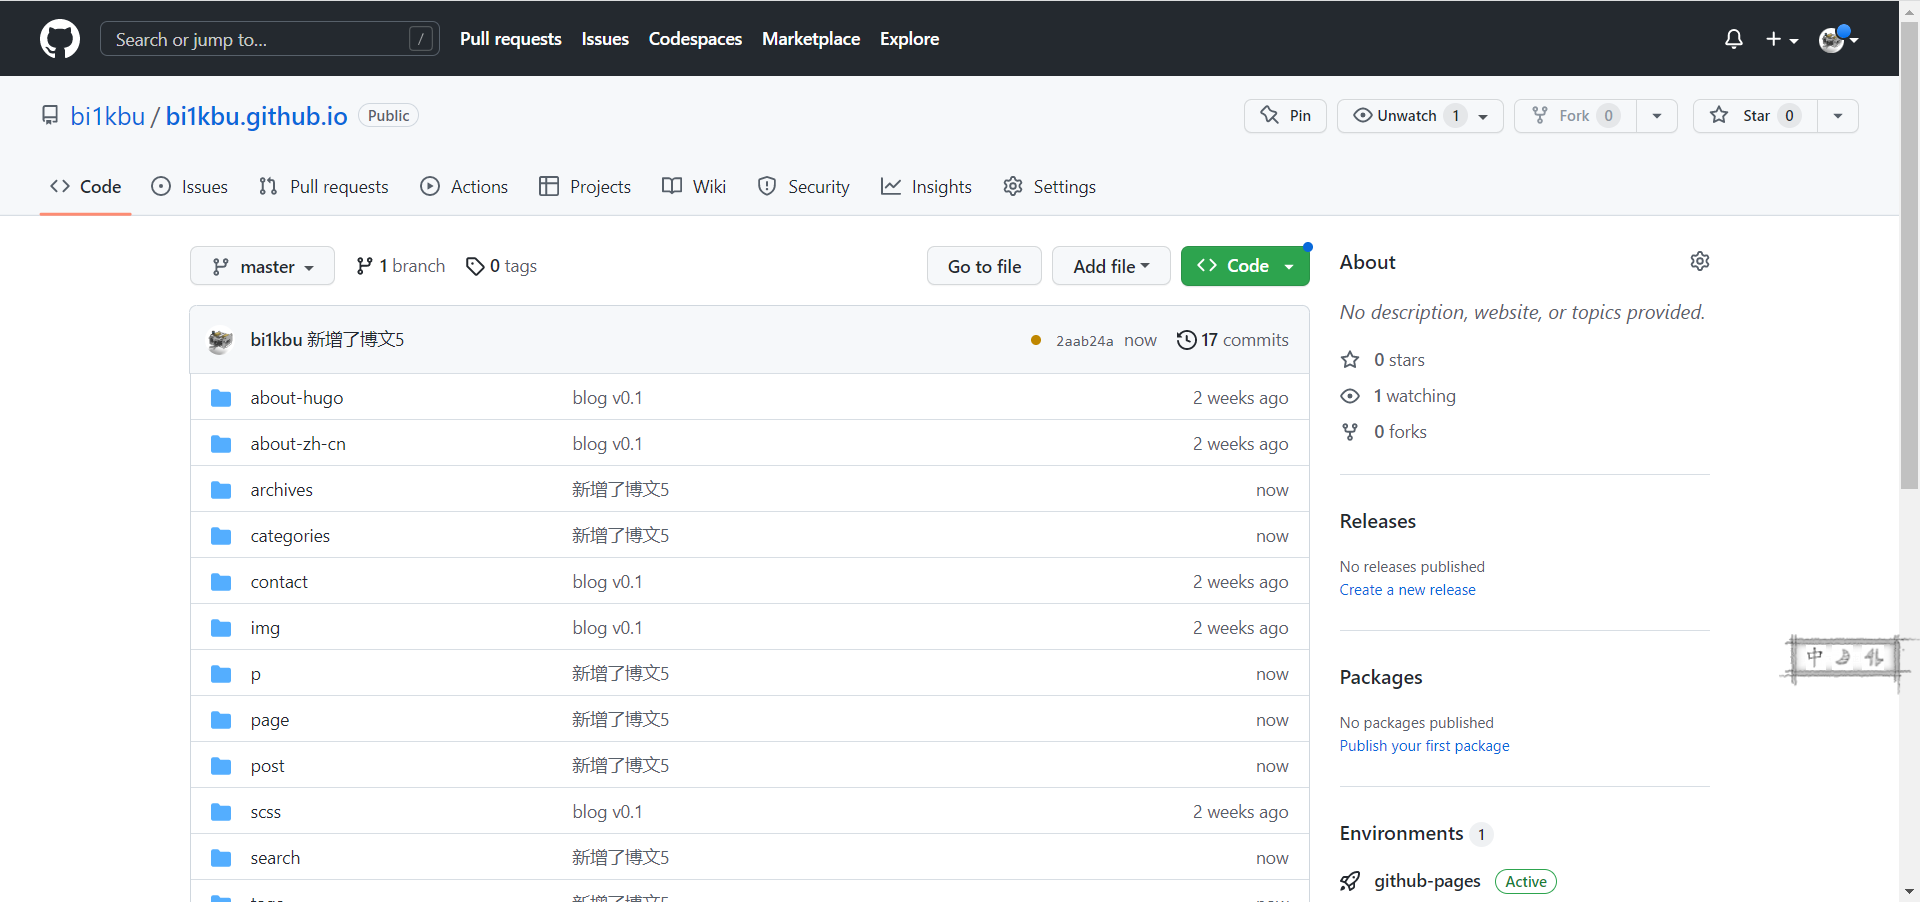 Search or jump to... /
Pull requests Issues Codespaces Marketplace Explore
bi1kbu / bi1kbu.github.io Public
Pin Unwatch 1 Fork 0 Star 0
Code Issues Pull requests Actions Projects Wiki Security Insights Settings
master 1 branch 0 tags Go to file Add file Code
bi1kbu 新增了博文5 2aab24a now 17 commits
about-hugo blog v0.1 2 weeks ago
about-zh-cn blog v0.1 2 weeks ago
archives 新增了博文5 now
categories 新增了博文5 now
contact blog v0.1 2 weeks ago
img blog v0.1 2 weeks ago
p 新增了博文5 now
page 新增了博文5 now
post 新增了博文5 now
scss blog v0.1 2 weeks ago
search 新增了博文5 now
tags 新增了博文5 now
About
No description, website, or topics provided.
0 stars
1 watching
0 forks
Releases
No releases published
Create a new release
Packages
No packages published
Publish your first package
Environments 1
github-pages Active
中